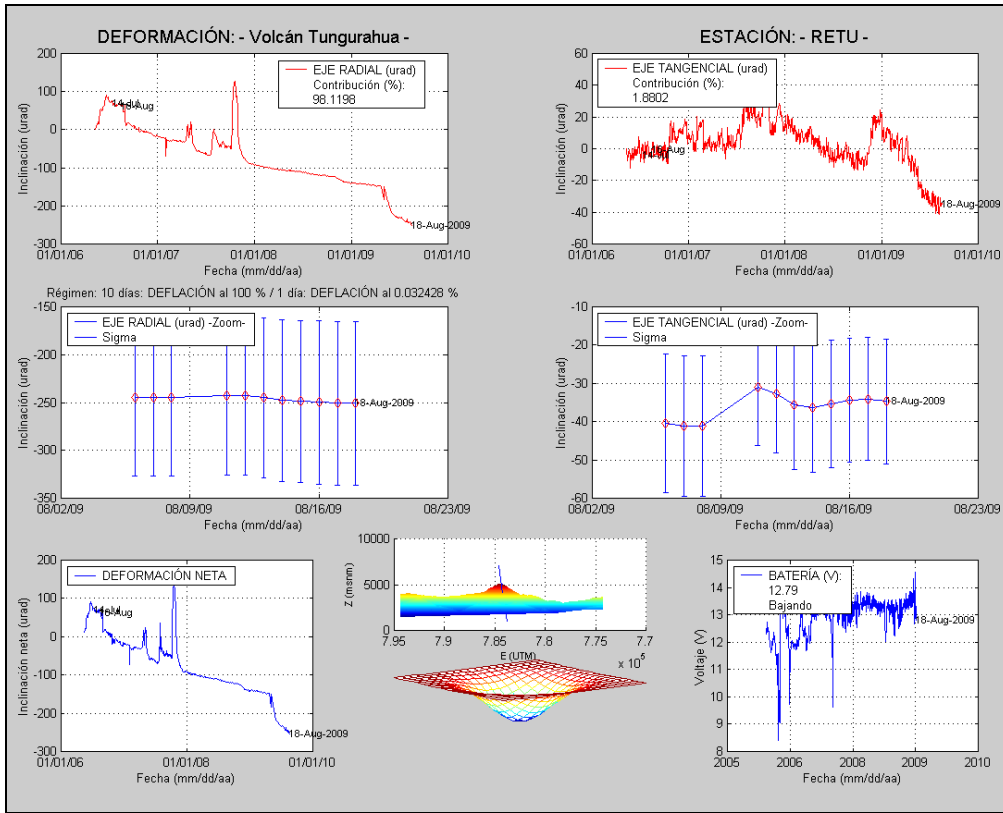 DEFORMACIÓN: - Volcán Tungurahua -
200
100
0
-100
-200
-300
Inclinación (urad)
EJE RADIAL (urad)
Contribución (%):
98.1198
18-Aug-2009
01/01/06
01/01/07
01/01/08
01/01/09
01/01/10
Fecha (mm/dd/aa)
ESTACIÓN: - RETU -
60
40
20
0
-20
-40
-60
Inclinación (urad)
EJE TANGENCIAL (urad)
Contribución (%):
1.8802
18-Aug-2009
01/01/06
01/01/07
01/01/08
01/01/09
01/01/10
Fecha (mm/dd/aa)
Régimen: 10 días: DEFLACIÓN al 100 % / 1 día: DEFLACIÓN al 0.032428 %
-150
-200
-250
-300
-350
Inclinación (urad)
EJE RADIAL (urad) -Zoom-
Sigma
18-Aug-2009
08/02/09
08/09/09
08/16/09
08/23/09
Fecha (mm/dd/aa)
-10
-20
-30
-40
-50
-60
Inclinación (urad)
EJE TANGENCIAL (urad) -Zoom-
Sigma
18-Aug-2009
08/02/09
08/09/09
08/16/09
08/23/09
Fecha (mm/dd/aa)
200
100
0
-100
-200
-300
Inclinación neta (urad)
DEFORMACIÓN NETA
18-Aug-2009
01/01/06
01/01/08
01/01/10
Fecha (mm/dd/aa)
10000
5000
0
Z (msnm)
7.95
7.9
7.85
7.8
7.75
7.7
E (UTM)
x 10^5
15
14
13
12
11
10
9
8
Voltaje (V)
BATERÍA (V):
12.79
Bajando
18-Aug-2009
2005
2006
2008
2009
2010
Fecha (mm/dd/aa)